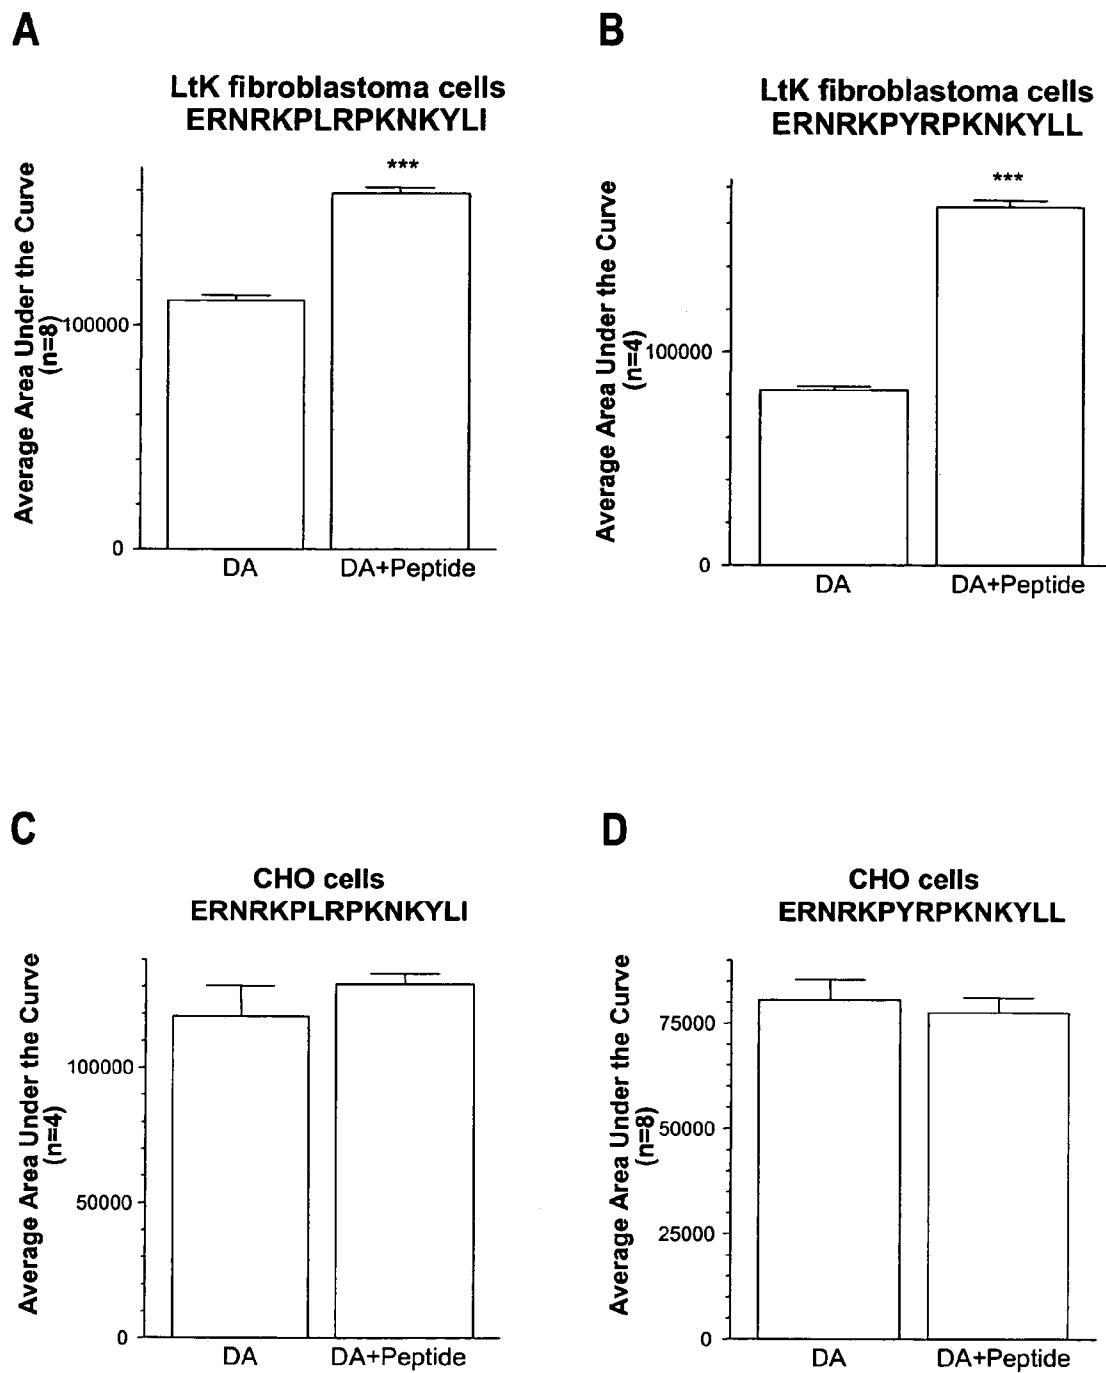 A
LtK fibroblastoma cells
ERNRKPLRPKNKYLI
***
Average Area Under the Curve
(n=8)
100000
0
DA
DA+Peptide
B
LtK fibroblastoma cells
ERNRKPYRPKNKYLL
***
Average Area Under the Curve
(n=4)
100000
0
DA
DA+Peptide
C
CHO cells
ERNRKPLRPKNKYLI
Average Area Under the Curve
(n=4)
100000
50000
0
DA
DA+Peptide
D
CHO cells
ERNRKPYRPKNKYLL
Average Area Under the Curve
(n=8)
75000
50000
25000
0
DA
DA+Peptide